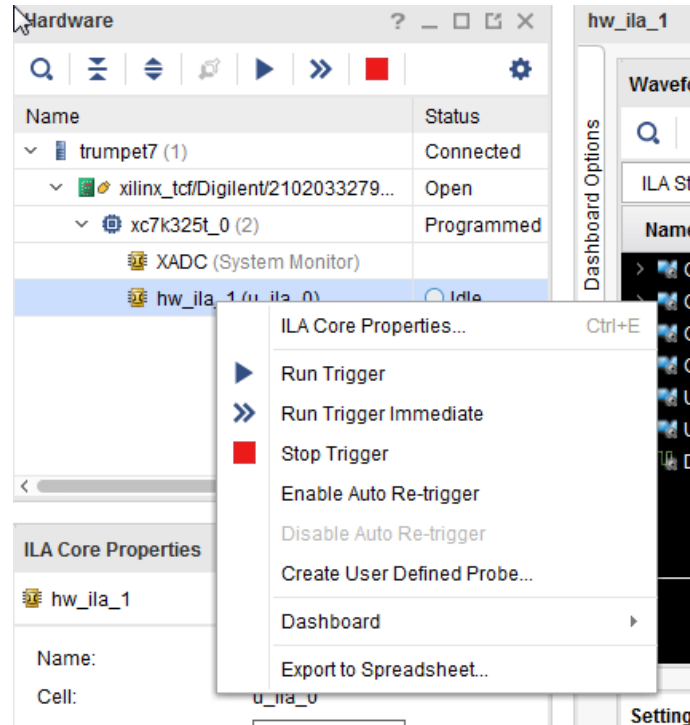 Hardware
Name Status
trumpet7 (1) Connected
xilinx_tcf/Digilent/2102033279... Open
xc7k325t_0 (2) Programmed
XADC (System Monitor)
hw_ila_1 (u_ila_0) Idle
ILA Core Properties... Ctrl+E
Run Trigger
Run Trigger Immediate
Stop Trigger
Enable Auto Re-trigger
Disable Auto Re-trigger
Create User Defined Probe...
Dashboard
Export to Spreadsheet...
ILA Core Properties
hw_ila_1
Name:
Cell: u_ila_0
hw_ila_1
Dashboard Options
Wavef
ILA St
Name
Setting